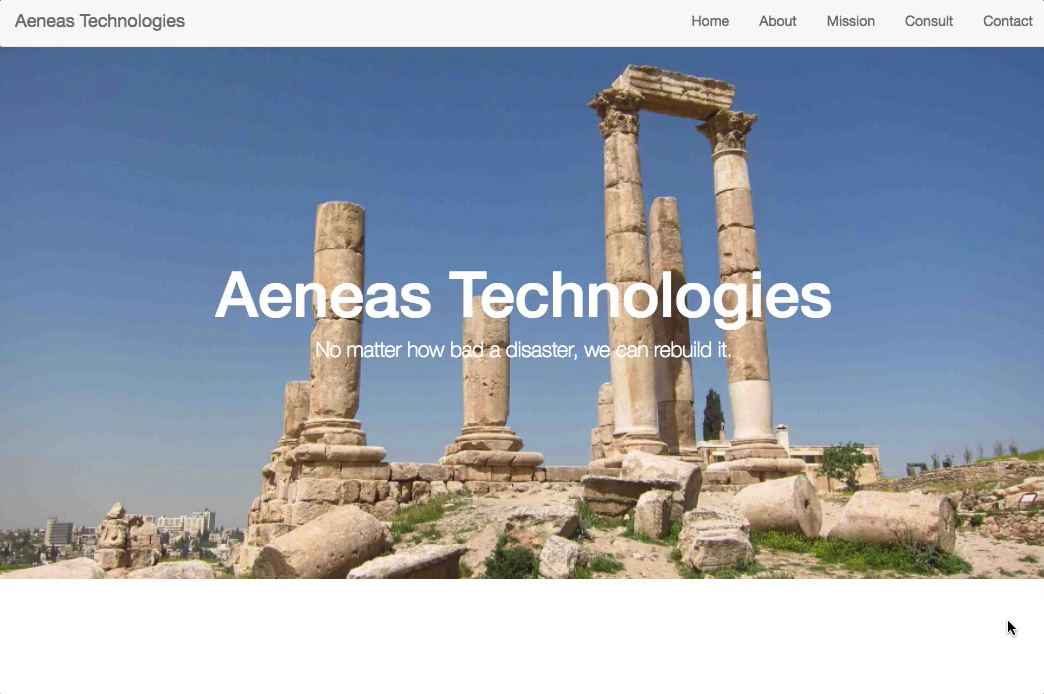 Aeneas Technologies
Home About Mission Consult Contact
Aeneas Technologies
No matter how bad a disaster, we can rebuild it.